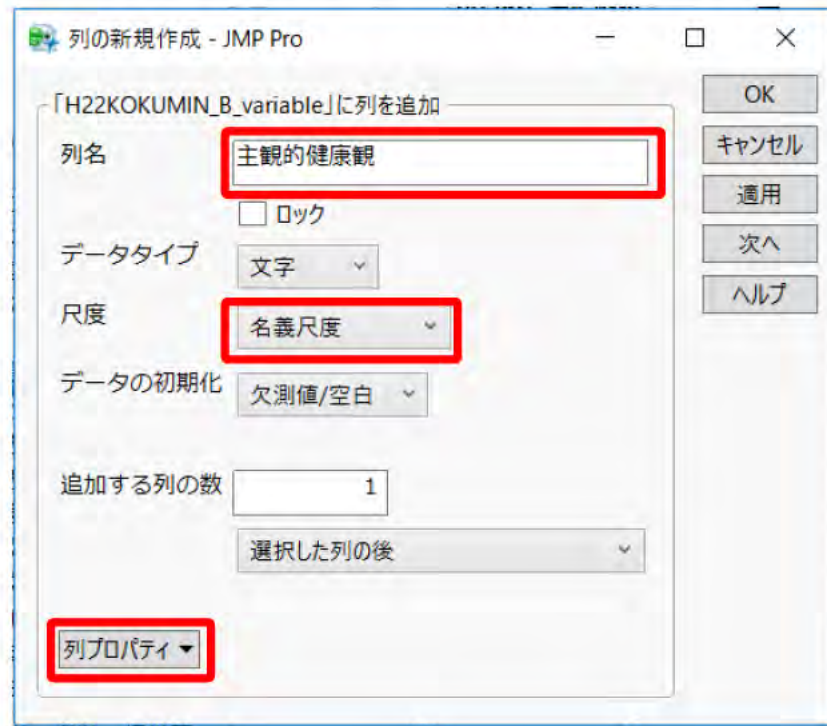 列の新規作成 - JMP Pro
「H22KOKUMIN_B_variable」に列を追加
列名
主観的健康観
ロック
データタイプ
文字
尺度
名義尺度
データの初期化
欠測値/空白
追加する列の数
1
選択した列の後
列プロパティ
OK
キャンセル
適用
次へ
ヘルプ